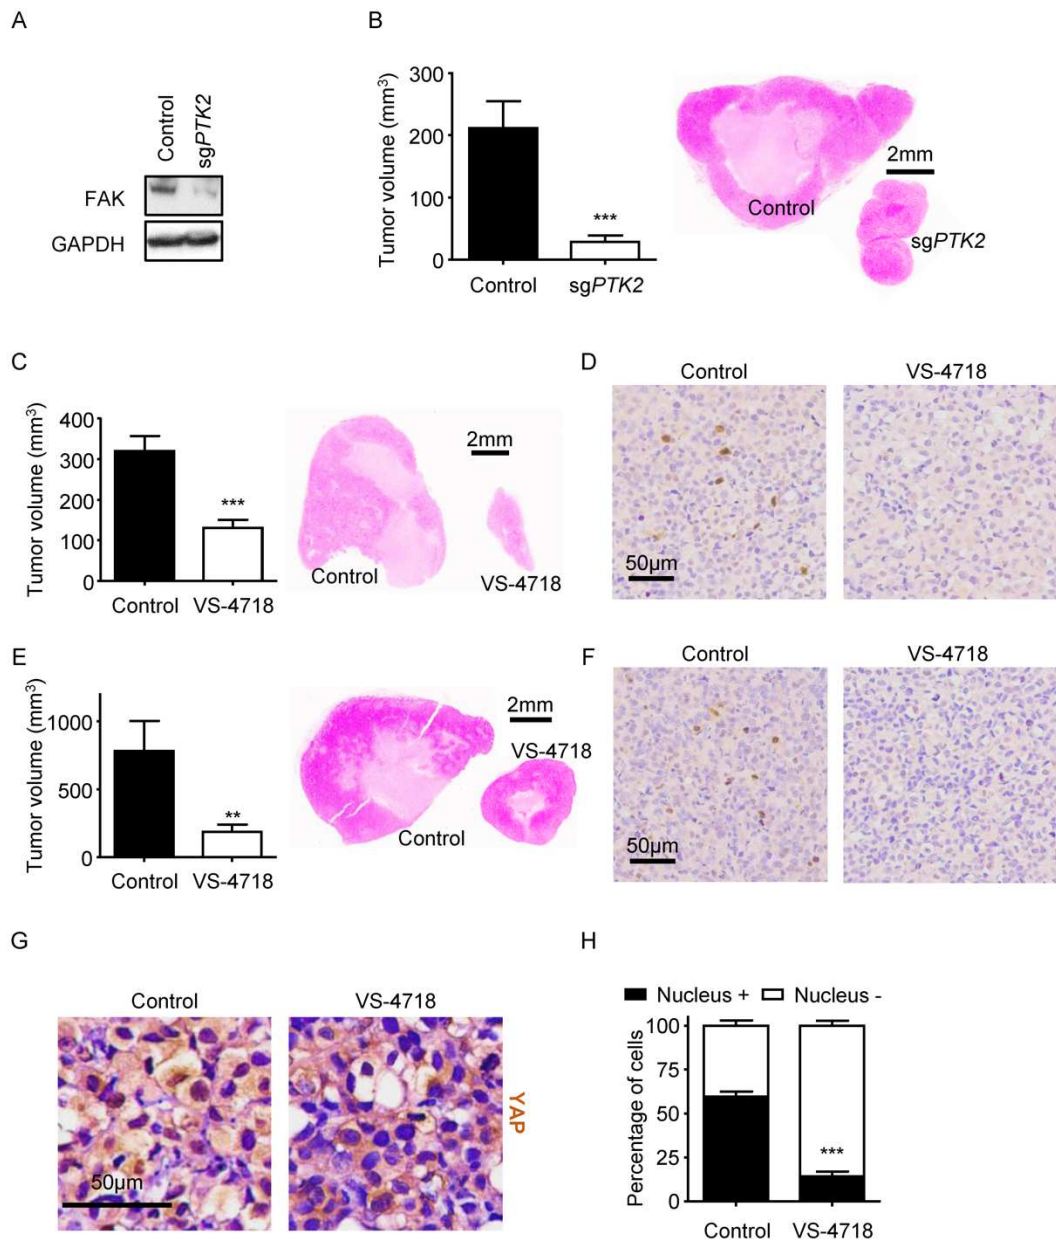 A
Control
sgPTK2
FAK
GAPDH
B
Tumor volume (mm³)
300
200
100
0
***
Control
sgPTK2
2mm
Control
sgPTK2
C
Tumor volume (mm³)
400
300
200
100
0
***
Control
VS-4718
2mm
Control
VS-4718
D
Control
VS-4718
50µm
E
Tumor volume (mm³)
1000
500
0
**
Control
VS-4718
2mm
VS-4718
Control
F
Control
VS-4718
50µm
G
Control
VS-4718
50µm
YAP
H
Nucleus + Nucleus -
Percentage of cells
100
75
50
25
0
***
Control
VS-4718